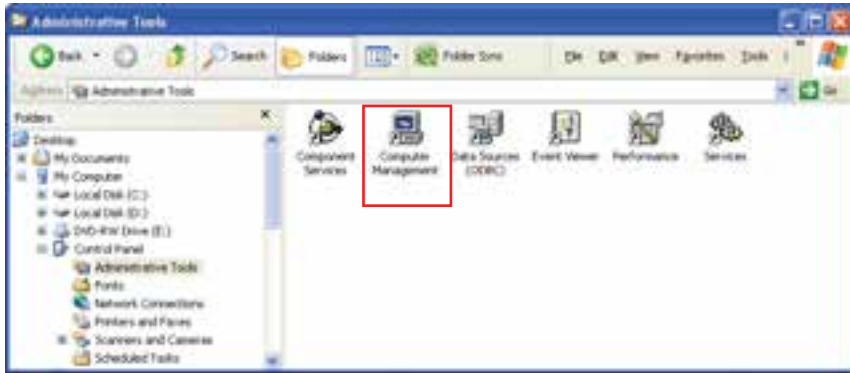 Administrative Tools
Back Search Folders Folder Sync File Edit View Favorites Tools
Address Administrative Tools Go
Folders
Desktop
My Documents
My Computer
Local Disk (C:)
Local Disk (D:)
DVD-RW Drive (E:)
Control Panel
Administrative Tools
Fonts
Network Connections
Printers and Faxes
Scanners and Cameras
Scheduled Tasks
Component Services
Computer Management
Data Sources (ODBC)
Event Viewer
Performance
Services